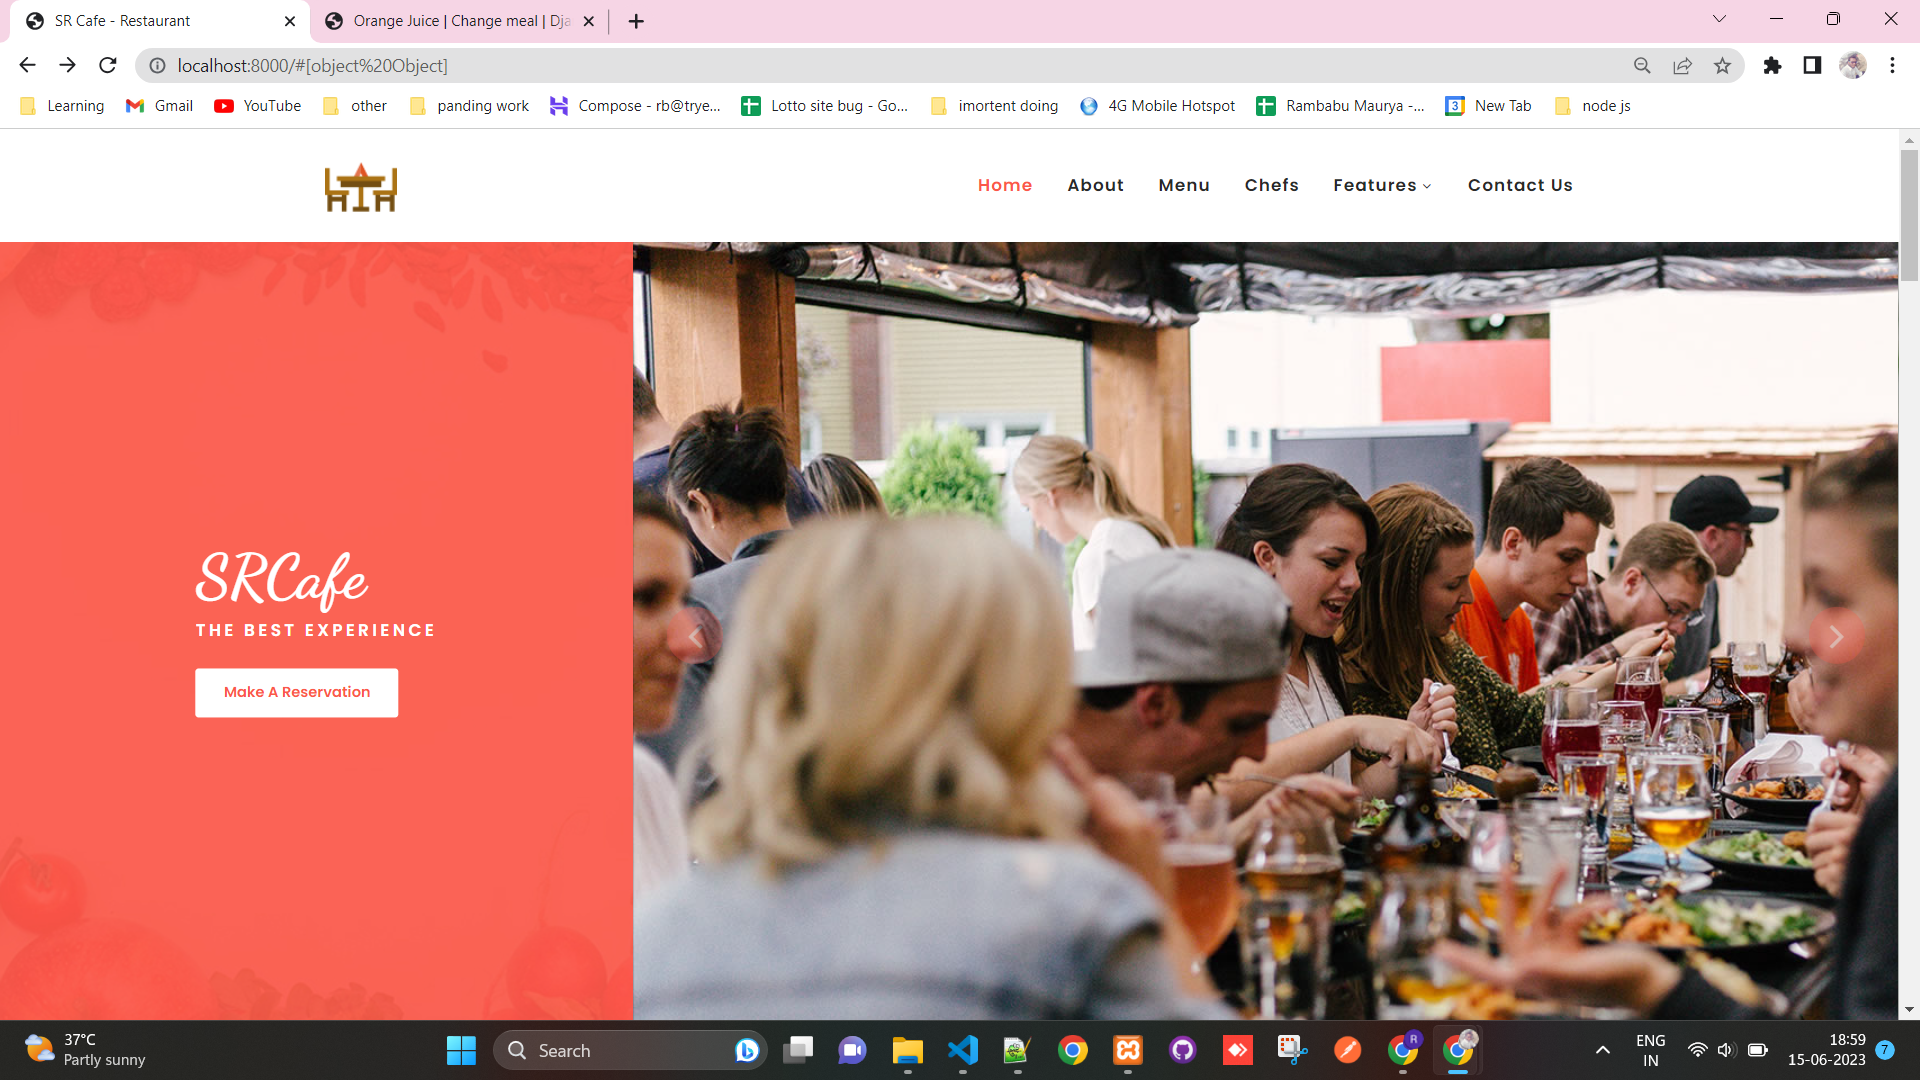 SR Cafe - Restaurant
Orange Juice | Change meal | Dja
localhost:8000/#[object%20Object]
Learning
Gmail
YouTube
other
panding work
Compose - rb@trye...
Lotto site bug - Go...
imortent doing
4G Mobile Hotspot
Rambabu Maurya -...
3
New Tab
node js
Home
About
Menu
Chefs
Features
Contact Us
SRCafe
THE BEST EXPERIENCE
Make A Reservation
37°C
Partly sunny
Search
R
ENG
IN
18:59
15-06-2023
7